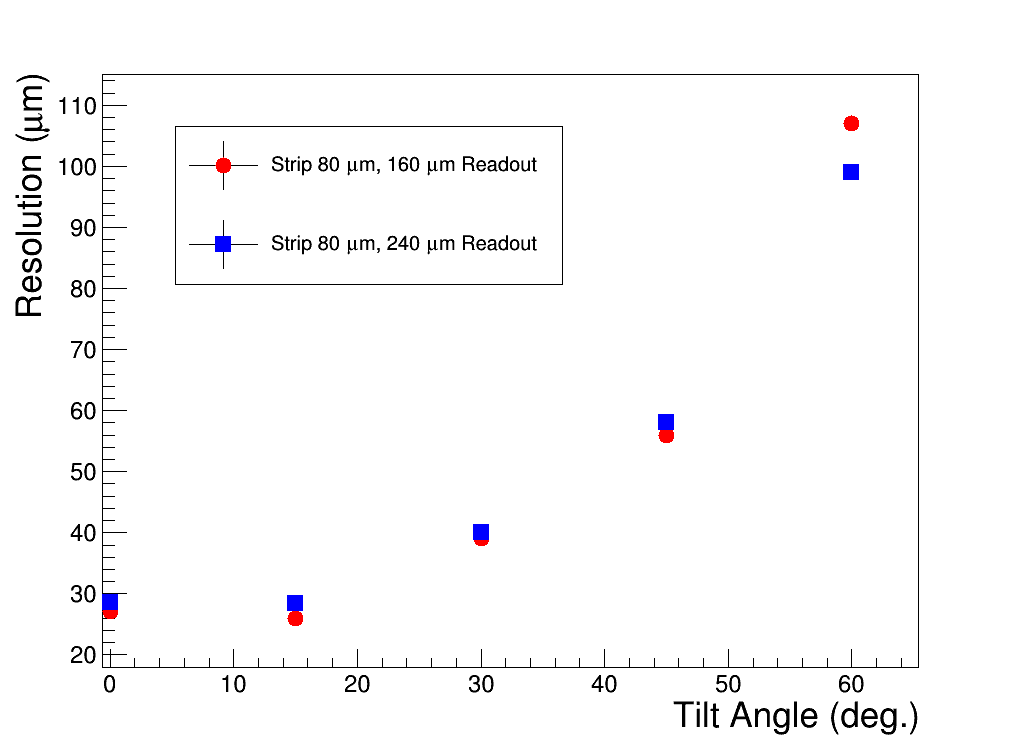 Resolution (μm)
110
100
90
80
70
60
50
40
30
20
Strip 80 μm, 160 μm Readout
Strip 80 μm, 240 μm Readout
0 10 20 30 40 50 60
Tilt Angle (deg.)